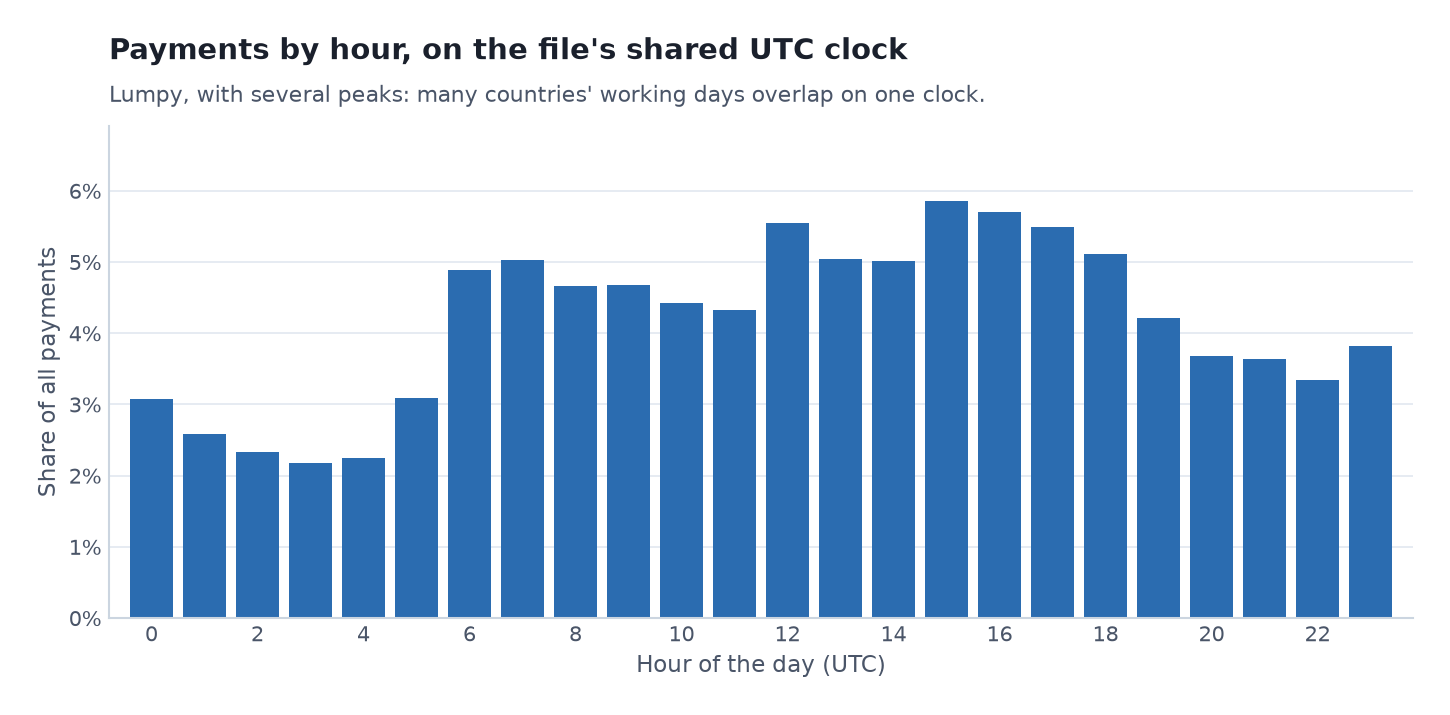 Payments by hour, on the file's shared UTC clock
Lumpy, with several peaks: many countries' working days overlap on one clock.
Share of all payments
6%
5%
4%
3%
2%
1%
0%
0 2 4 6 8 10 12 14 16 18 20 22
Hour of the day (UTC)